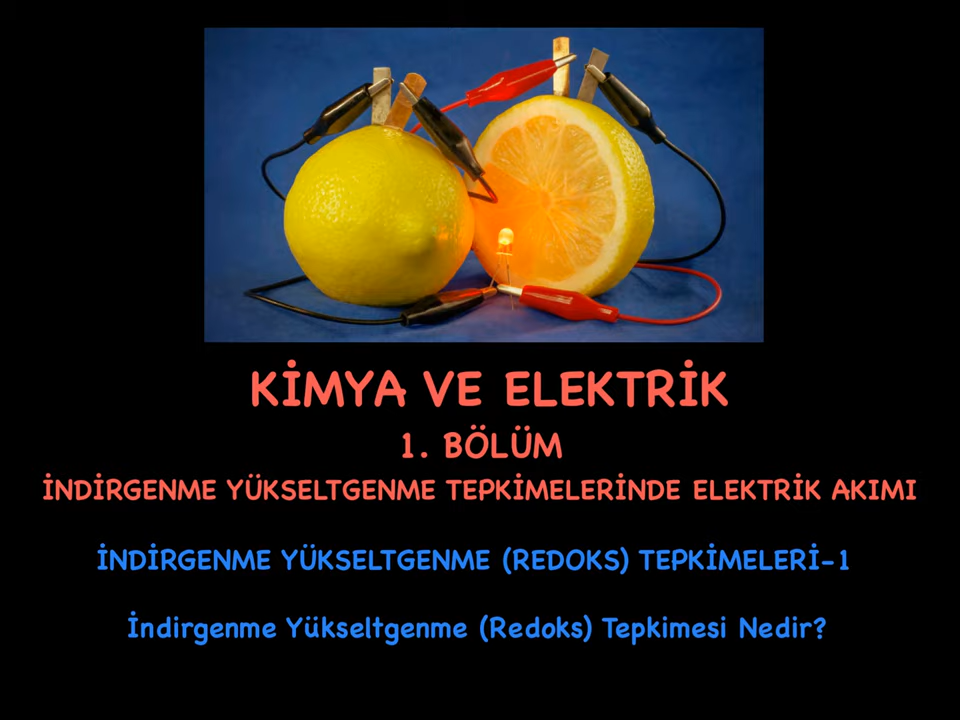 KİMYA VE ELEKTRİK
1. BÖLÜM
İNDİRGENME YÜKSELTGENME TEPKİMELERİNDE ELEKTRİK AKIMI
İNDİRGENME YÜKSELTGENME (REDOKS) TEPKİMELERİ-1
İndirgenme Yükseltgenme (Redoks) Tepkimesi Nedir?